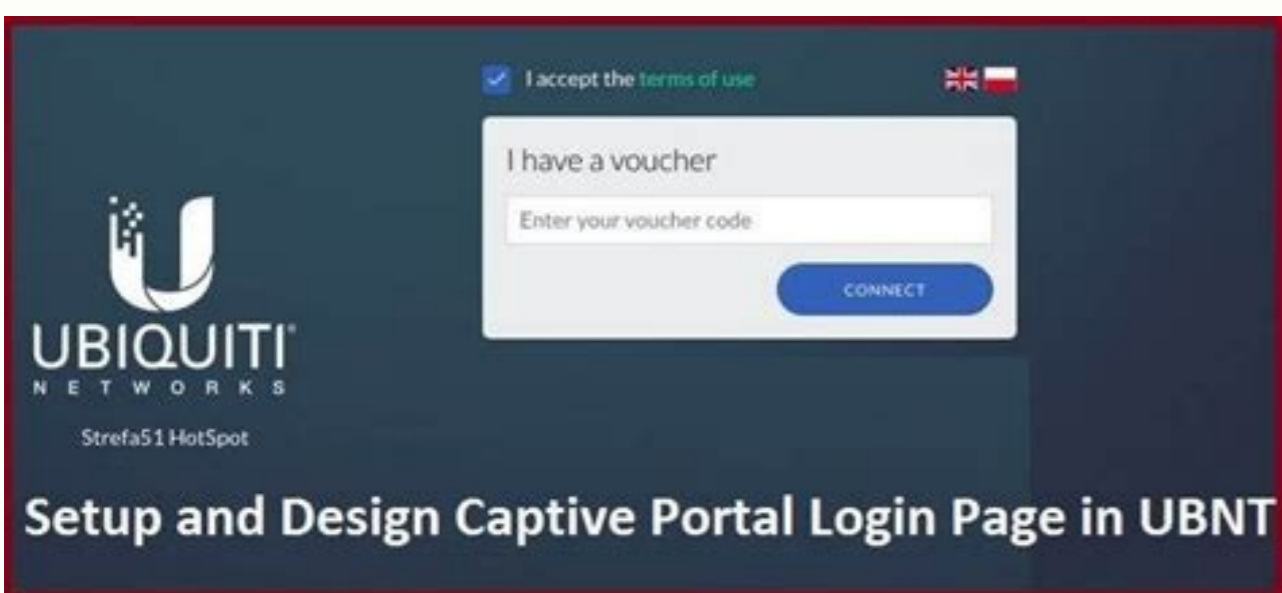 I accept the terms of use
I have a voucher
Enter your voucher code
CONNECT
UBIQUITI
NETWORKS
Strefa51 HotSpot
Setup and Design Captive Portal Login Page in UBNT